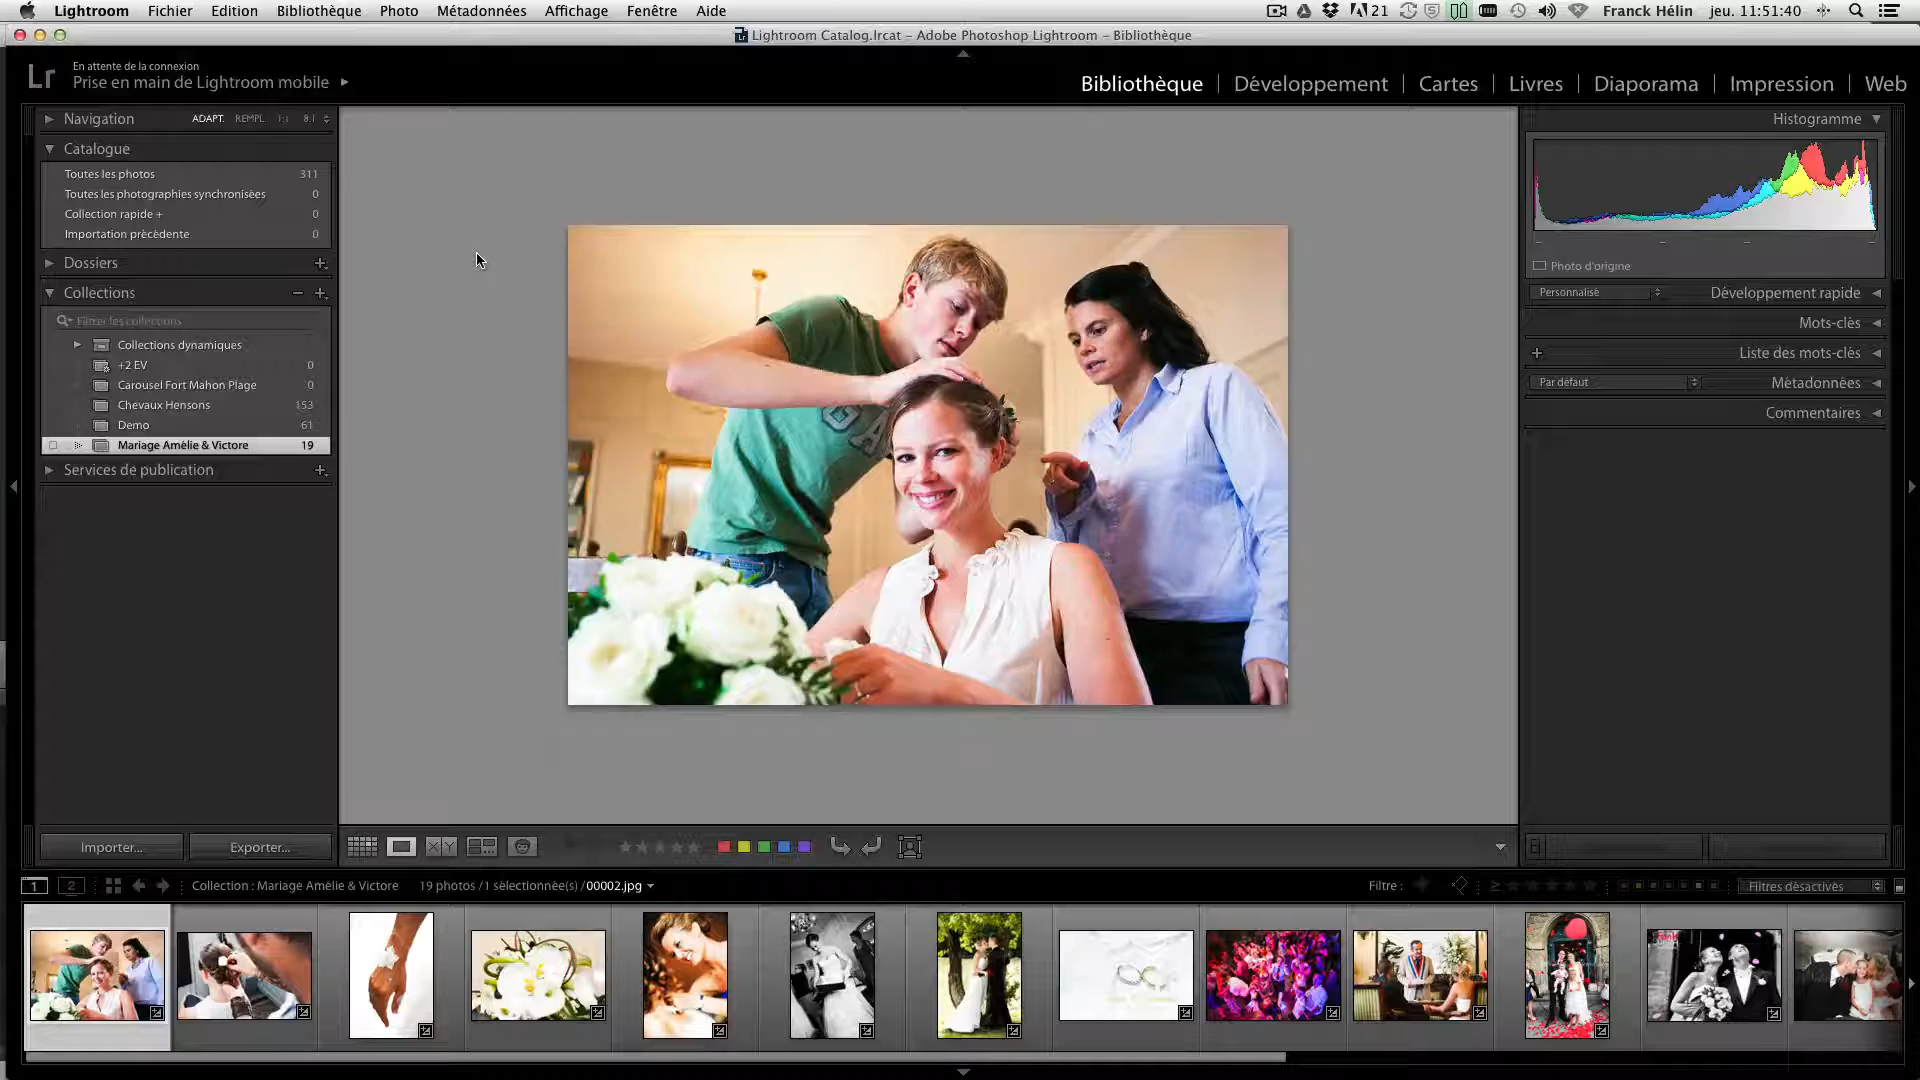 Lightroom Fichier Edition Bibliothèque Photo Métadonnées Affichage Fenêtre Aide
21 Franck Hélin jeu. 11:51:40
Lightroom Catalog.lrcat – Adobe Photoshop Lightroom – Bibliothèque
Lr
En attente de la connexion
Prise en main de Lightroom mobile
Bibliothèque | Développement | Cartes | Livres | Diaporama | Impression | Web
Navigation ADAPT. REMPL. 1:1 8:1
Catalogue
Toutes les photos 311
Toutes les photographies synchronisées 0
Collection rapide + 0
Importation précédente 0
Dossiers
Collections
Filtrer les collections
Collections dynamiques
+2 EV 0
Carousel Fort Mahon Plage 0
Chevaux Hensons 153
Demo 61
Mariage Amélie & Victore 19
Services de publication
Importer...
Exporter...
Histogramme
Photo d'origine
Personnalisé Développement rapide
Mots-clés
Liste des mots-clés
Par défaut Métadonnées
Commentaires
XY
1 2 Collection : Mariage Amélie & Victore 19 photos /1 sélectionnée(s) /00002.jpg
Filtre : Filtres désactivés